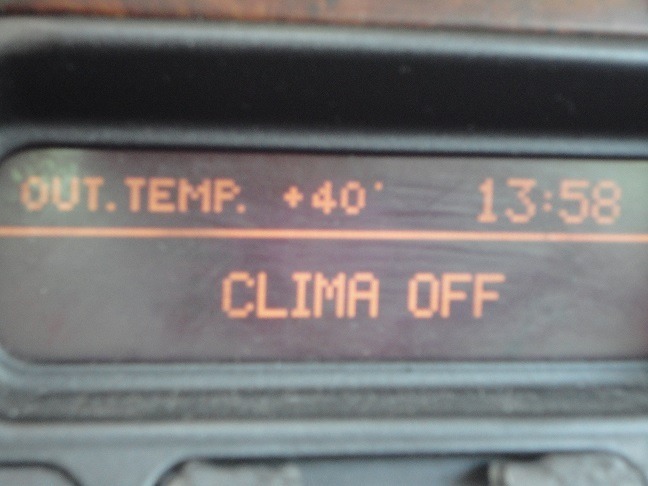 OUT.TEMP. +40° 13:58
CLIMA OFF